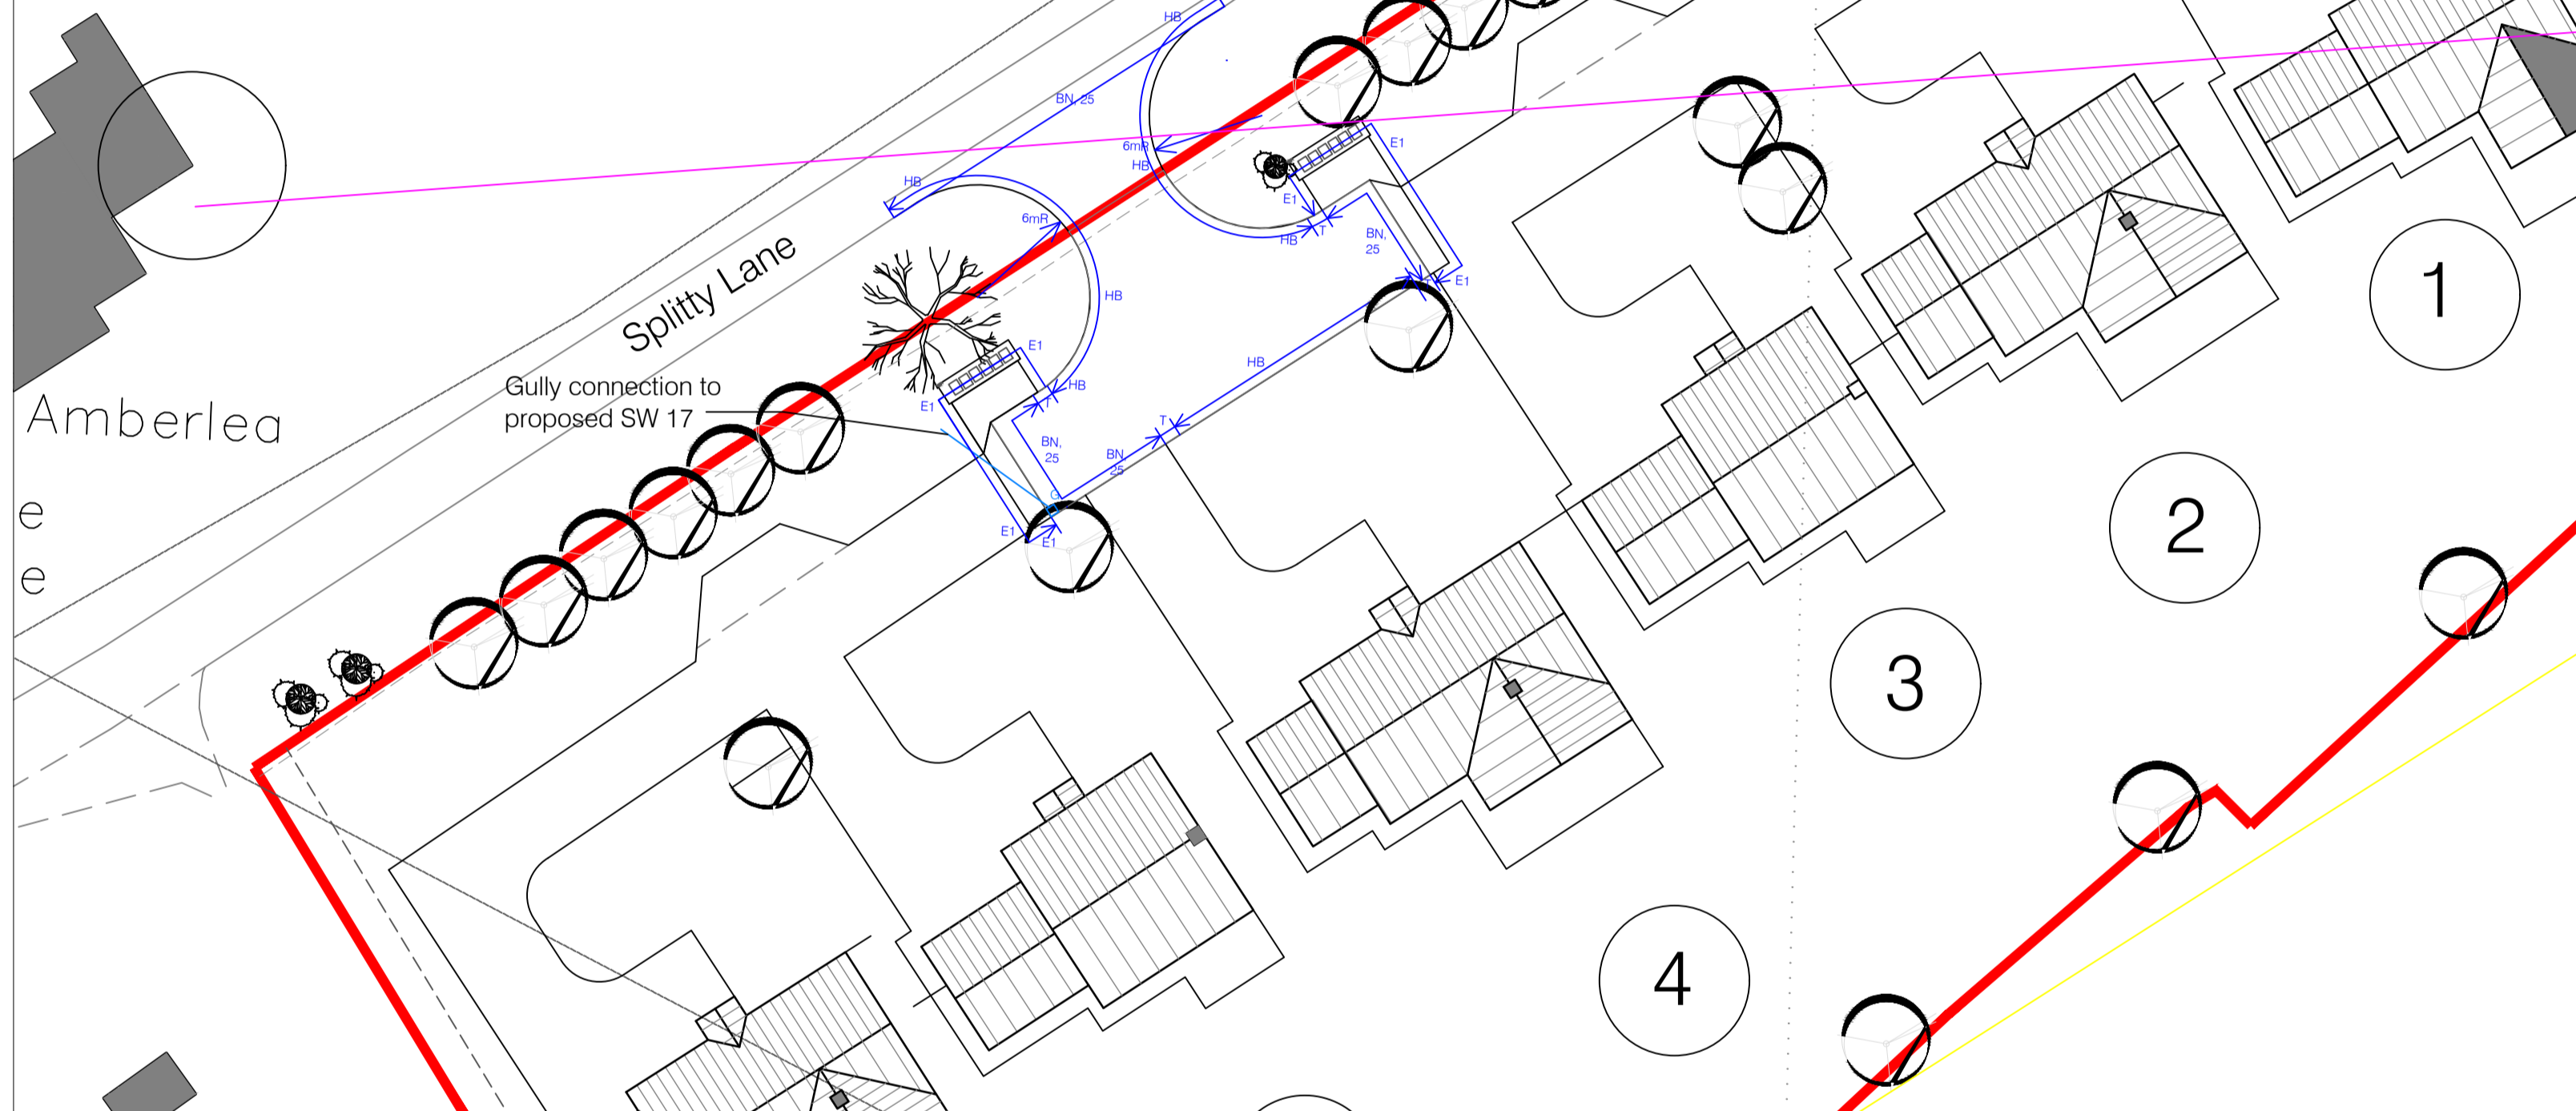 HB
BN, 25
6mR
HB
E1
HB
E1
6mR
HB
T
BN,
25
E1
HB
Splitty Lane
E1
HB
HB
T
Gully connection to
proposed SW 17
E1
T
BN,
25
BN,
25
G
E1
E1
Amberlea
e
e
1
2
3
4